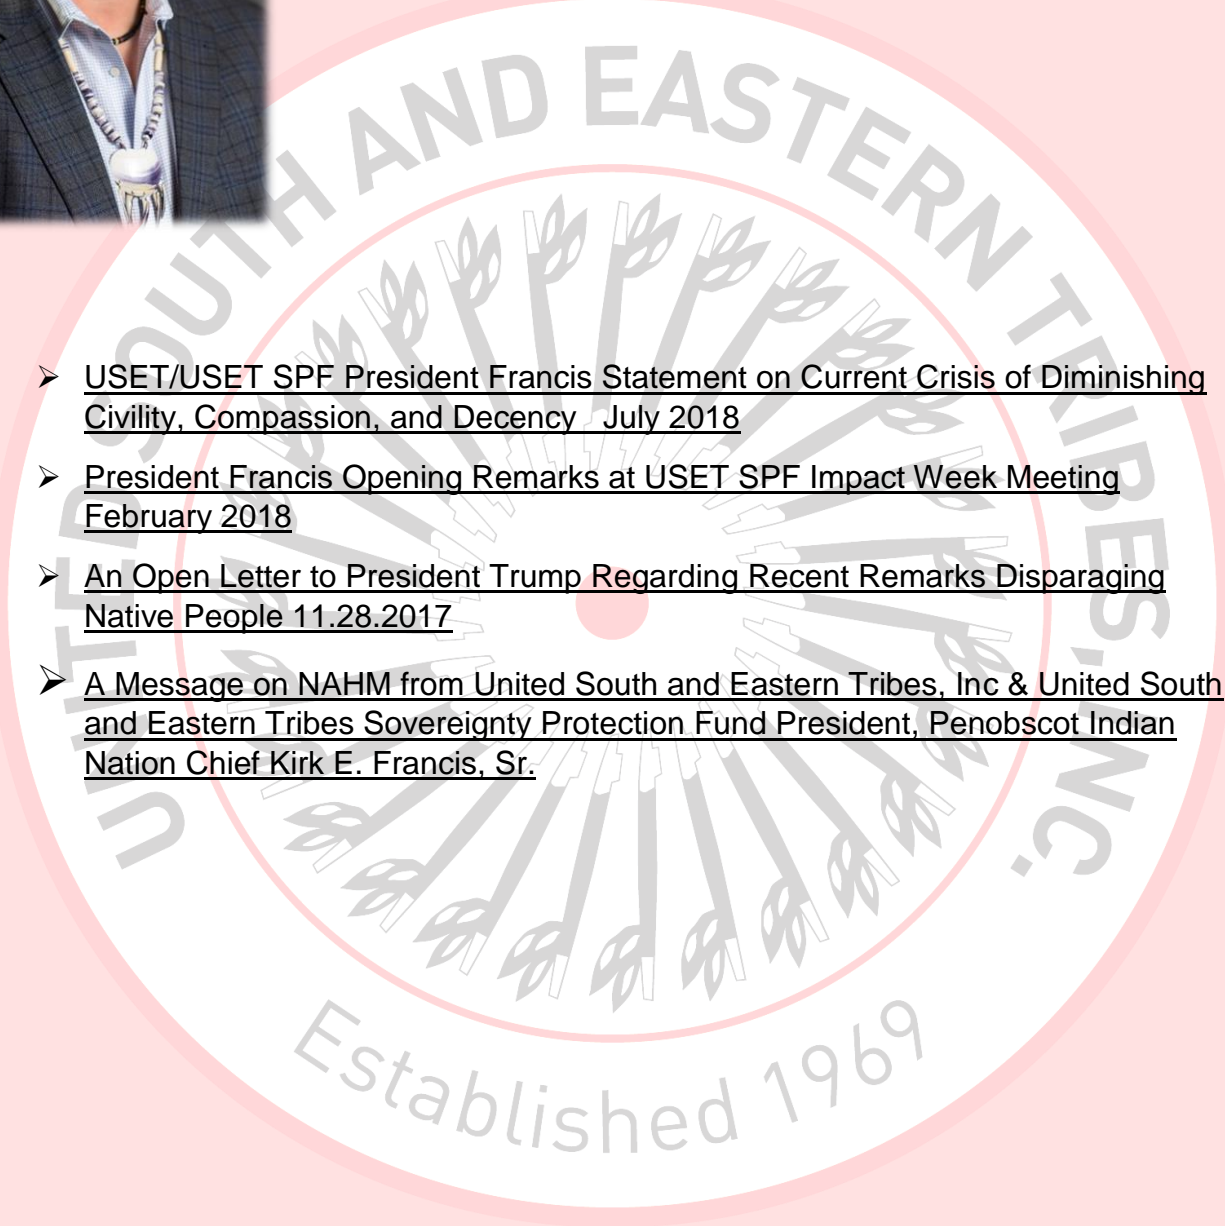 UNITED SOUTH AND EASTERN TRIBES, INC.
➢ USET/USET SPF President Francis Statement on Current Crisis of Diminishing
Civility, Compassion, and Decency July 2018
➢ President Francis Opening Remarks at USET SPF Impact Week Meeting
February 2018
➢ An Open Letter to President Trump Regarding Recent Remarks Disparaging
Native People 11.28.2017
➢ A Message on NAHM from United South and Eastern Tribes, Inc & United South
and Eastern Tribes Sovereignty Protection Fund President, Penobscot Indian
Nation Chief Kirk E. Francis, Sr.
Established 1969